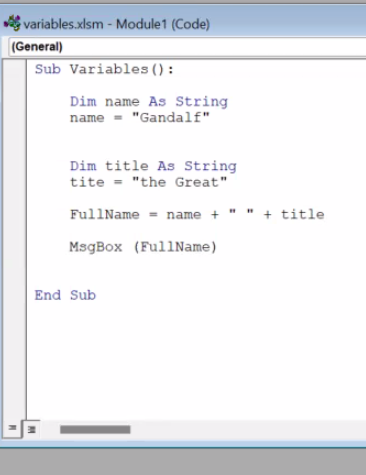 variables.xlsm - Module1 (Code)
(General)
Sub Variables():
Dim name As String
name = "Gandalf"
Dim title As String
tite = "the Great"
FullName = name + " " + title
MsgBox (FullName)
End Sub